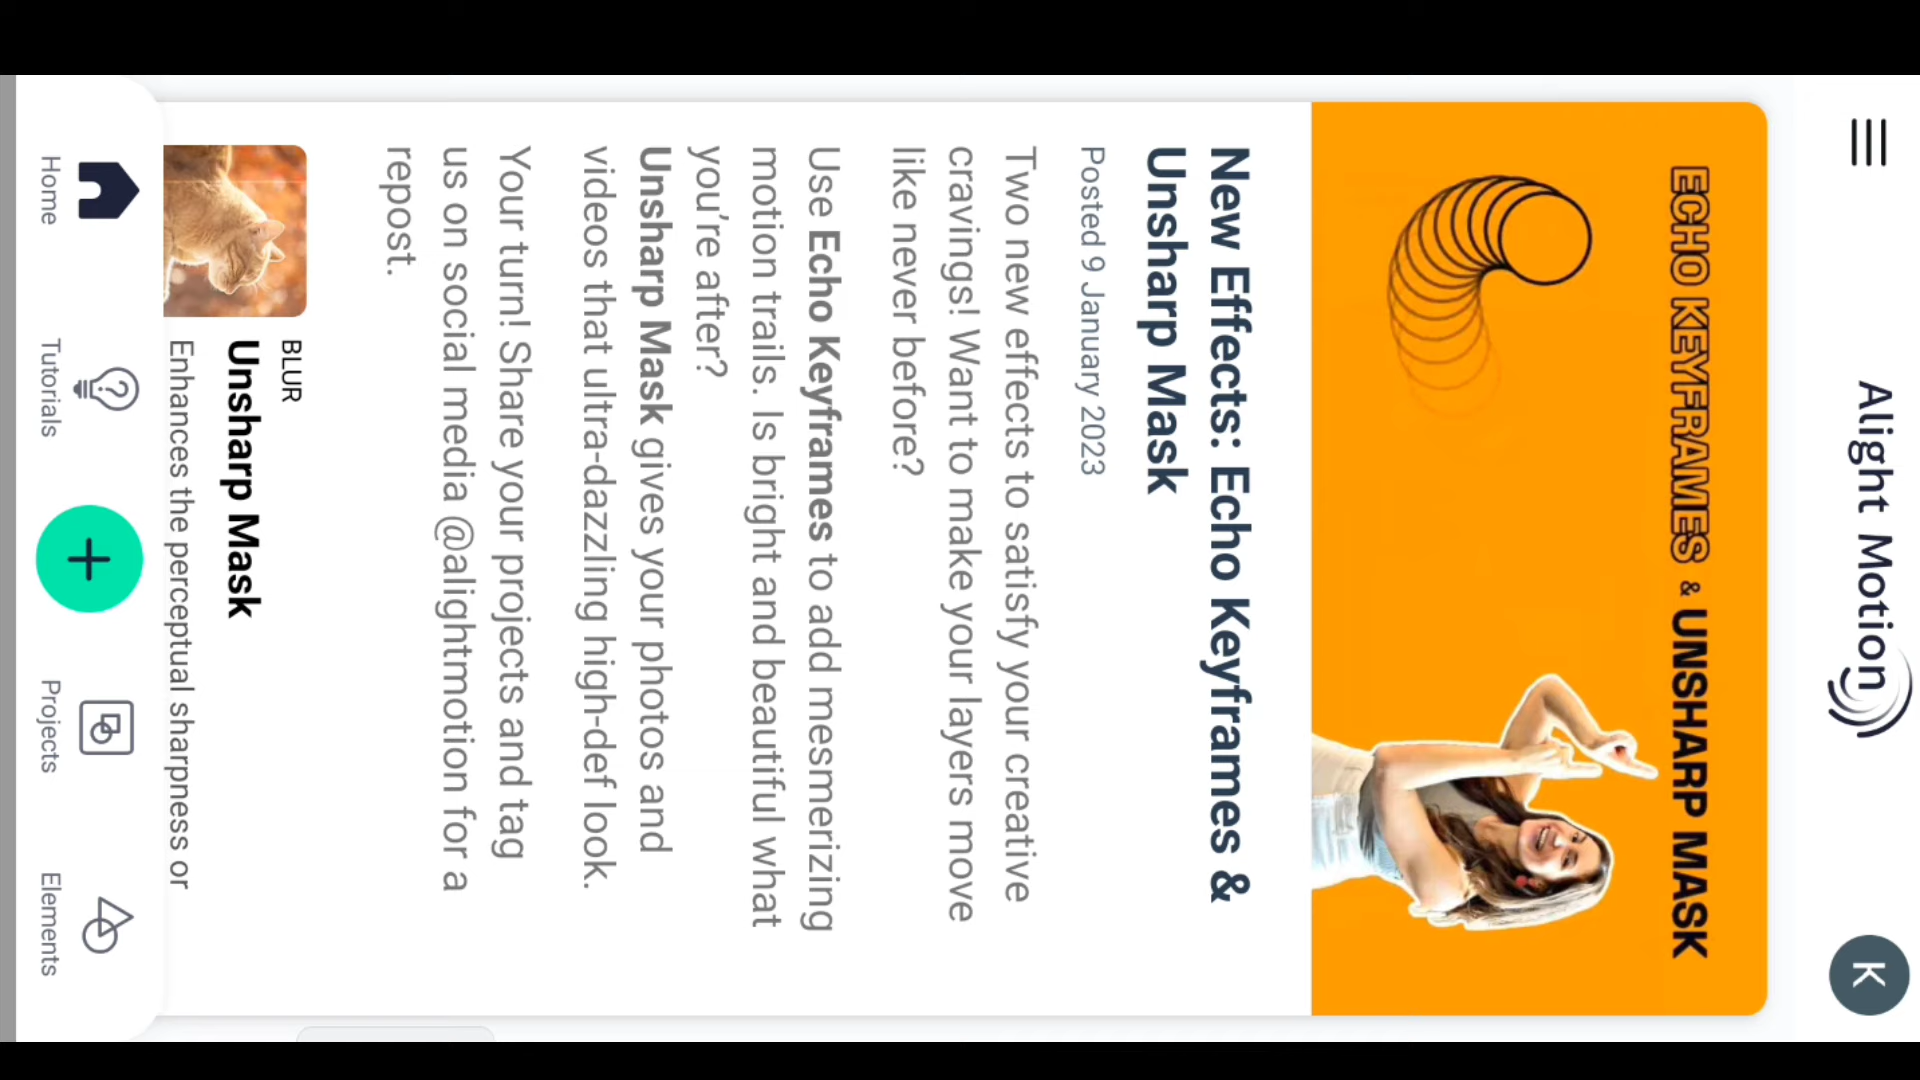 Alight Motion
K
ECHO KEYFRAMES & UNSHARP MASK
New Effects: Echo Keyframes &
Unsharp Mask
Posted 9 January 2023
Two new effects to satisfy your creative
cravings! Want to make your layers move
like never before?
Use Echo Keyframes to add mesmerizing
motion trails. Is bright and beautiful what
you're after?
Unsharp Mask gives your photos and
videos that ultra-dazzling high-def look.
Your turn! Share your projects and tag
us on social media @alightmotion for a
repost.
BLUR
Unsharp Mask
Enhances the perceptual sharpness or
Home
Tutorials
Projects
Elements